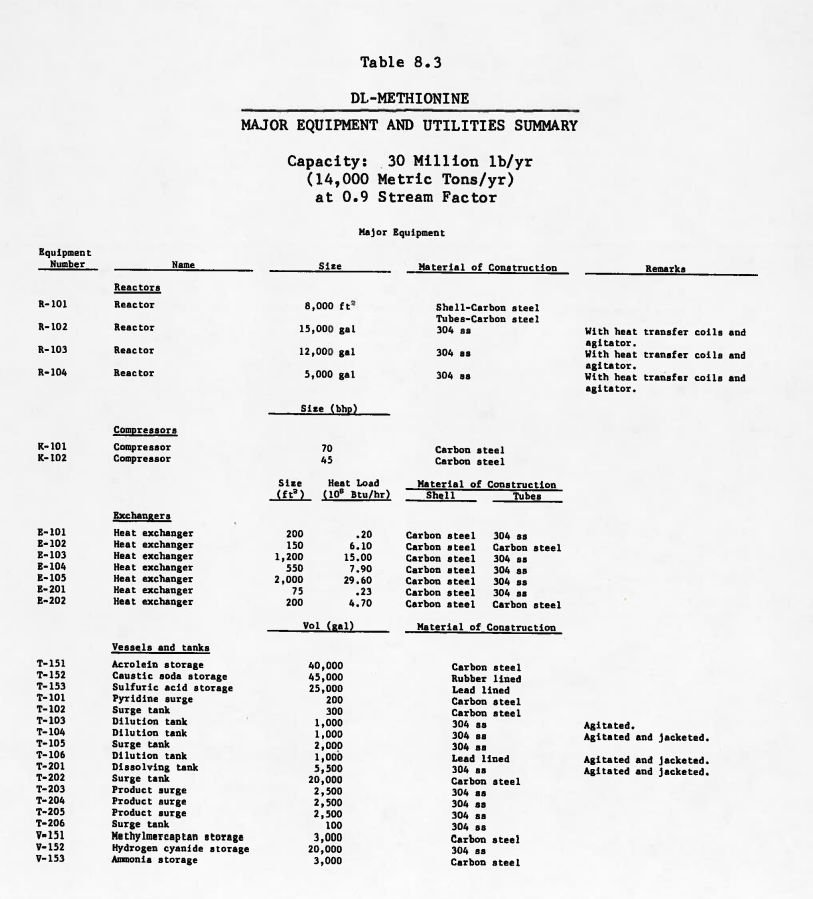 Table 8.3
DL-METHIONINE
MAJOR EQUIPMENT AND UTILITIES SUMMARY
Capacity: 30 Million lb/yr
(14,000 Metric Tons/yr)
at 0.9 Stream Factor
Major Equipment
Equipment
Number Name Size Material of Construction Remarks
Reactors
R-101 Reactor 8,000 ft² Shell-Carbon steel
Tubes-Carbon steel
R-102 Reactor 15,000 gal 304 ss With heat transfer coils and
agitator.
R-103 Reactor 12,000 gal 304 ss With heat transfer coils and
agitator.
R-104 Reactor 5,000 gal 304 ss With heat transfer coils and
agitator.
Size (bhp)
Compressors
K-101 Compressor 70 Carbon steel
K-102 Compressor 45 Carbon steel
Size Heat Load Material of Construction
(ft²) (10⁶ Btu/hr) Shell Tubes
Exchangers
E-101 Heat exchanger 200 .20 Carbon steel 304 ss
E-102 Heat exchanger 150 6.10 Carbon steel Carbon steel
E-103 Heat exchanger 1,200 15.00 Carbon steel 304 ss
E-104 Heat exchanger 550 7.90 Carbon steel 304 ss
E-105 Heat exchanger 2,000 29.60 Carbon steel 304 ss
E-201 Heat exchanger 75 .23 Carbon steel 304 ss
E-202 Heat exchanger 200 4.70 Carbon steel Carbon steel
Vol (gal) Material of Construction
Vessels and tanks
T-151 Acrolein storage 40,000 Carbon steel
T-152 Caustic soda storage 45,000 Rubber lined
T-153 Sulfuric acid storage 25,000 Lead lined
T-101 Pyridine surge 200 Carbon steel
T-102 Surge tank 300 Carbon steel
T-103 Dilution tank 1,000 304 ss Agitated.
T-104 Dilution tank 1,000 304 ss Agitated and jacketed.
T-105 Surge tank 2,000 304 ss
T-106 Dilution tank 1,000 Lead lined Agitated and jacketed.
T-201 Dissolving tank 5,500 304 ss Agitated and jacketed.
T-202 Surge tank 20,000 Carbon steel
T-203 Product surge 2,500 304 ss
T-204 Product surge 2,500 304 ss
T-205 Product surge 2,500 304 ss
T-206 Surge tank 100 304 ss
V-151 Methylmercaptan storage 3,000 Carbon steel
V-152 Hydrogen cyanide storage 20,000 304 ss
V-153 Ammonia storage 3,000 Carbon steel